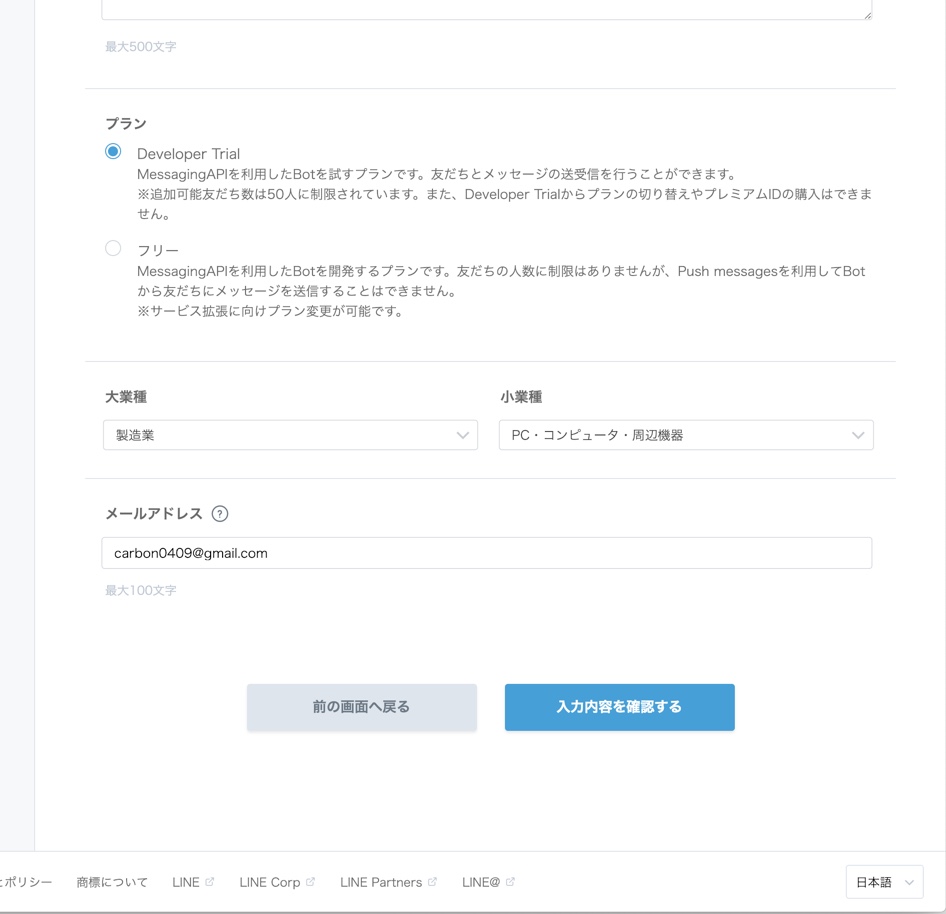 最大500文字
プラン
Developer Trial
MessagingAPIを利用したBotを試すプランです。友だちとメッセージの送受信を行うことができます。
※追加可能友だち数は50人に制限されています。また、Developer Trialからプランの切り替えやプレミアムIDの購入はできま
せん。
フリー
MessagingAPIを利用したBotを開発するプランです。友だちの人数に制限はありませんが、Push messagesを利用してBot
から友だちにメッセージを送信することはできません。
※サービス拡張に向けプラン変更が可能です。
大業種 小業種
製造業 PC・コンピュータ・周辺機器
メールアドレス ?
carbon0409@gmail.com
最大100文字
前の画面へ戻る 入力内容を確認する
ポリシー 商標について LINE LINE Corp LINE Partners LINE@ 日本語